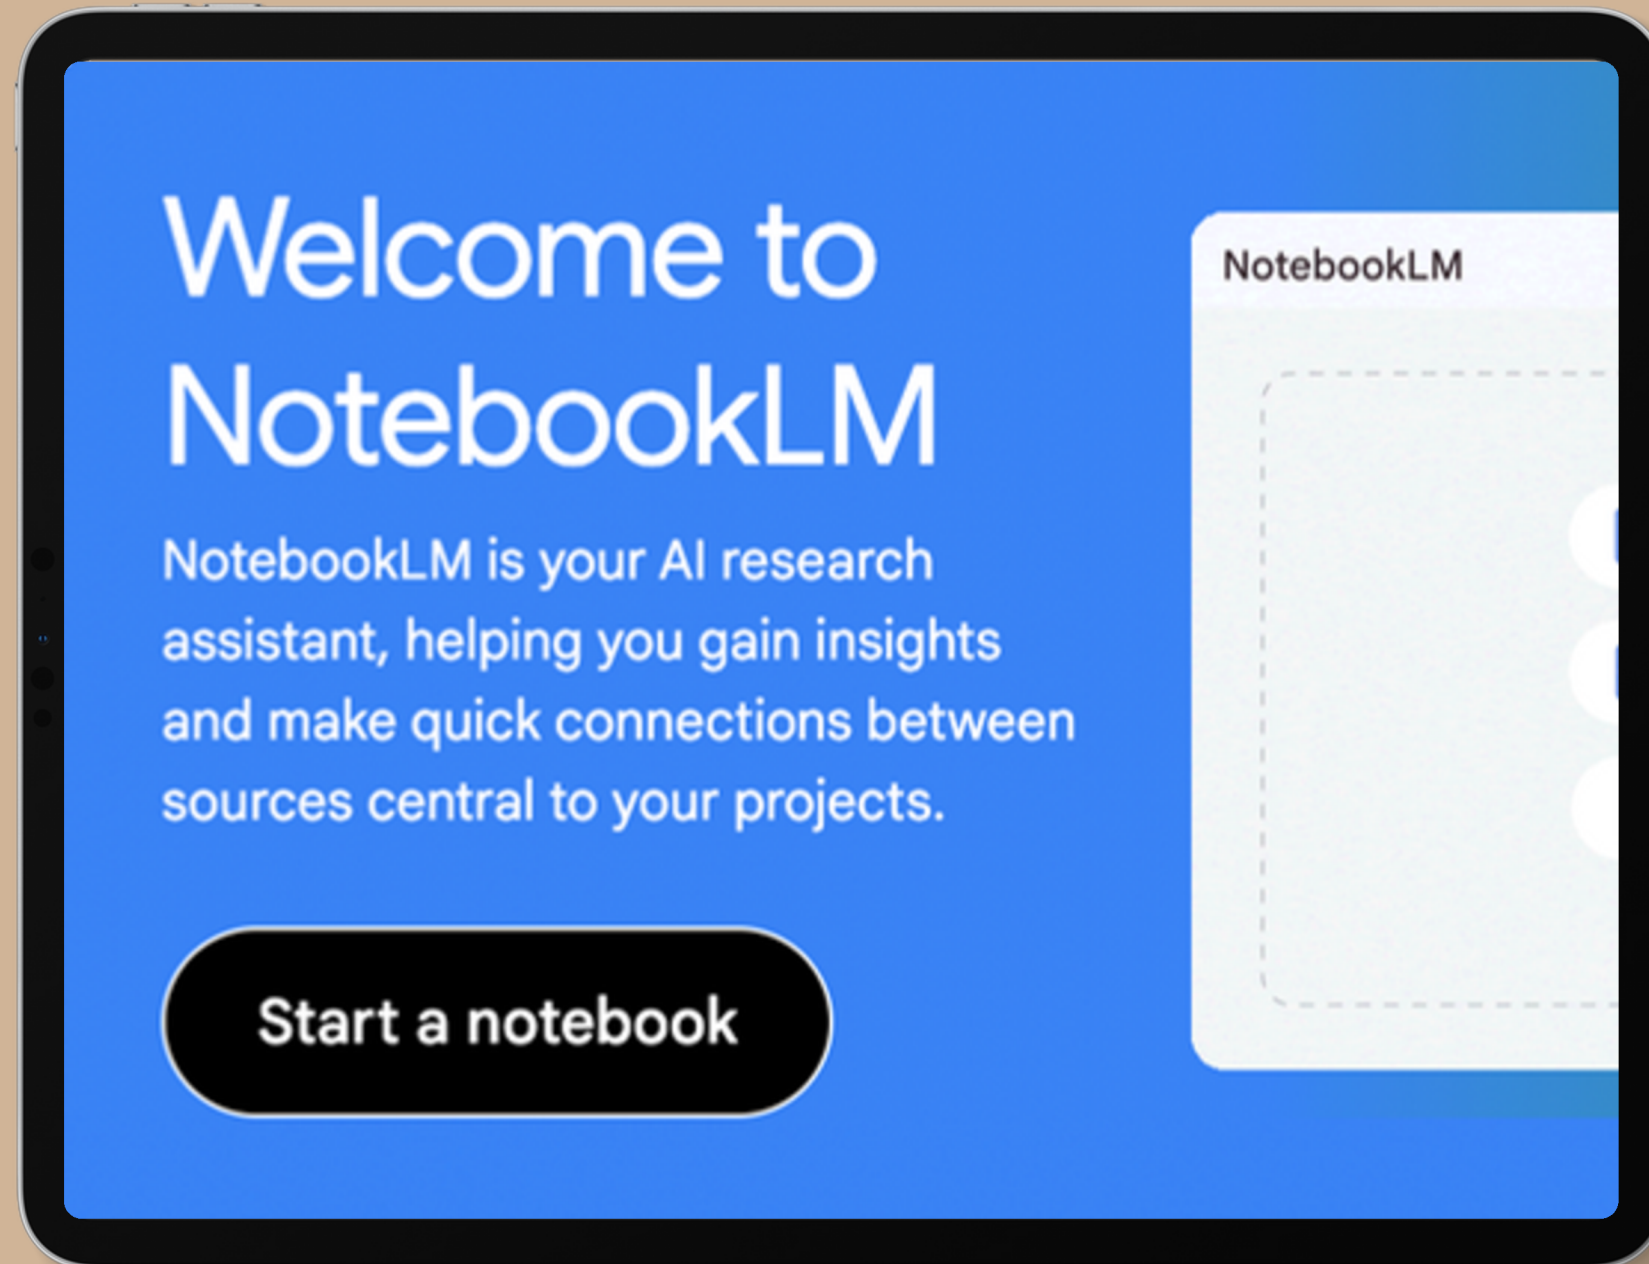 Welcome to
NotebookLM
NotebookLM is your AI research
assistant, helping you gain insights
and make quick connections between
sources central to your projects.
Start a notebook
NotebookLM